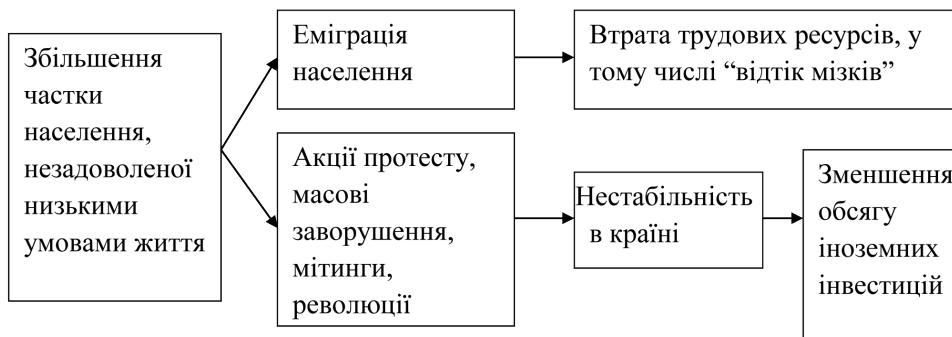 Збільшення
частки
населення,
незадоволеної
низькими
умовами життя
Еміграція
населення
Втрата трудових ресурсів, у
тому числі “відтік мізків”
Акції протесту,
масові
заворушення,
мітинги,
революції
Нестабільність
в країні
Зменшення
обсягу
іноземних
інвестицій